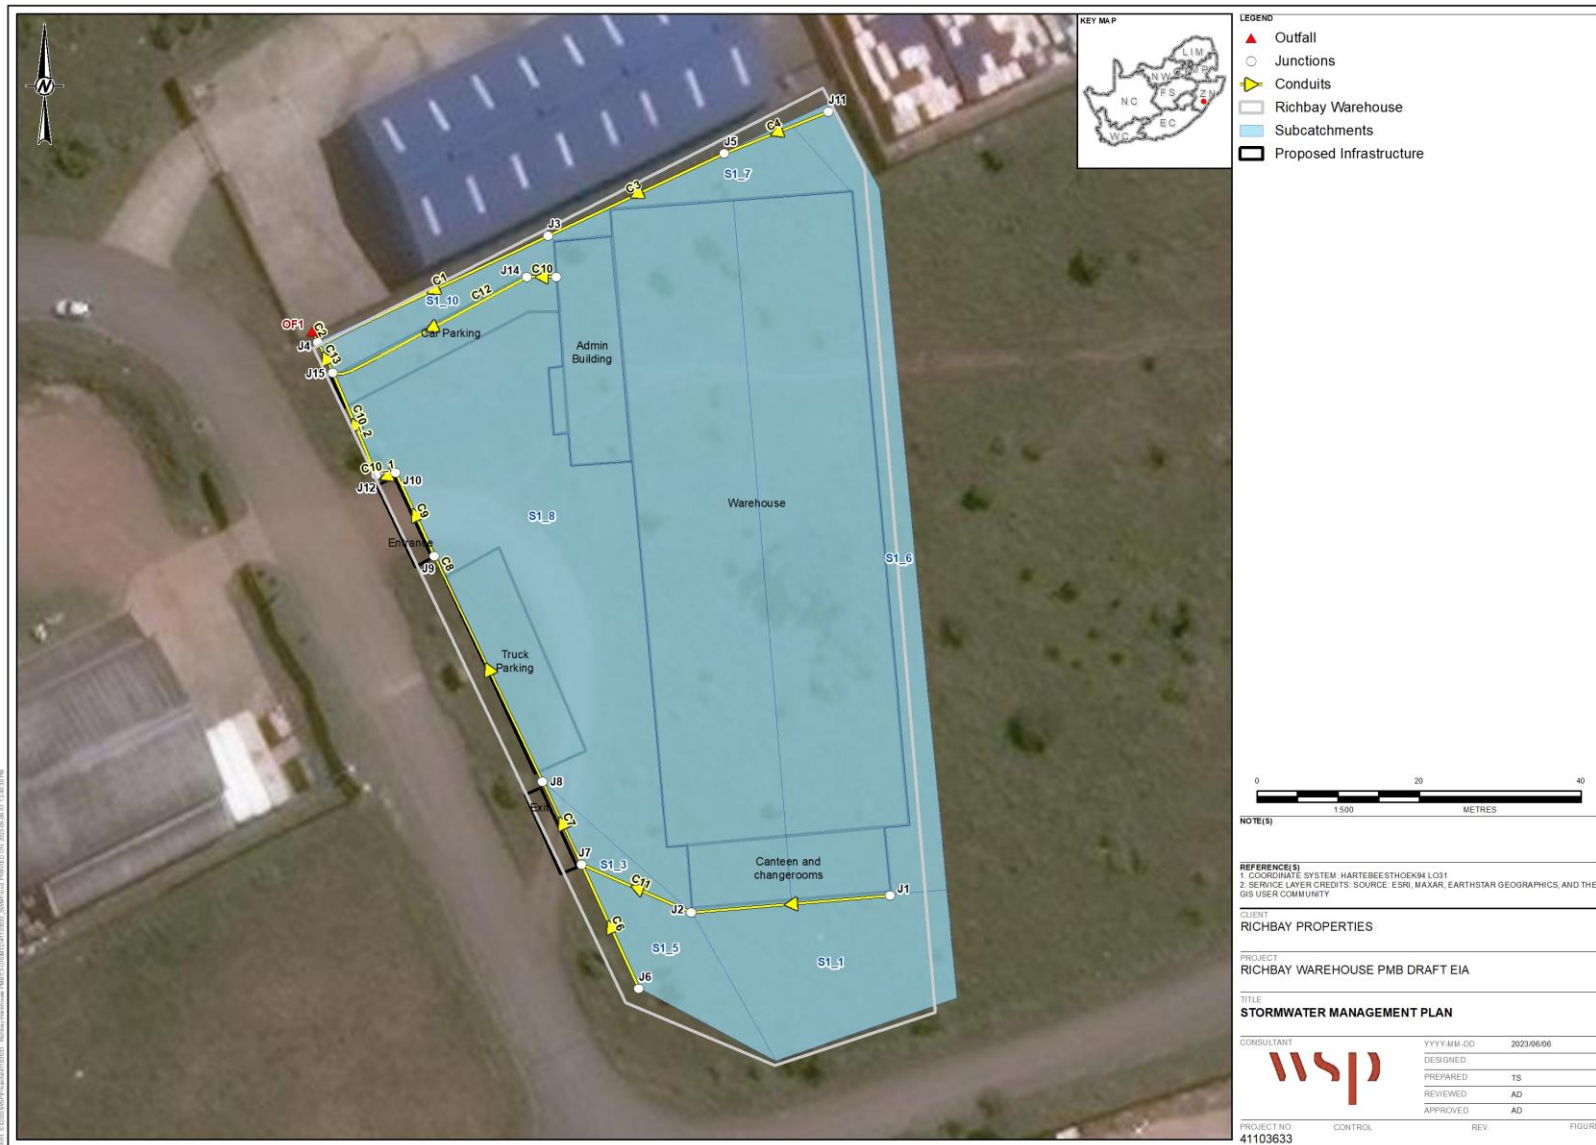 N
KEY MAP
LIM
NW
MP
FS
ZN
NC
EC
WC
J11
C4
J5
S1_7
C3
J3
J14
C10
C1
C12
S1_10
OF1
C2
Car Parking
J4
C13
J15
Admin
Building
C10_2
C10_1
J10
J12
Warehouse
C9
S1_8
Entrance
C8
J9
S1_6
Truck
Parking
J8
Exit
C7
J7
S1_3
Canteen and
changerooms
C11
J1
J2
C6
S1_5
S1_1
J6
LEGEND
Outfall
Junctions
Conduits
Richbay Warehouse
Subcatchments
Proposed Infrastructure
0 20 40
1:500 METRES
NOTE(S)
REFERENCE(S)
1. COORDINATE SYSTEM: HARTEBEESTHOEK94 LO31
2. SERVICE LAYER CREDITS: SOURCE: ESRI, MAXAR, EARTHSTAR GEOGRAPHICS, AND THE
GIS USER COMMUNITY
CLIENT
RICHBAY PROPERTIES
PROJECT
RICHBAY WAREHOUSE PMB DRAFT EIA
TITLE
STORMWATER MANAGEMENT PLAN
CONSULTANT
wsp
YYYY-MM-DD 2023/06/06
DESIGNED
PREPARED TS
REVIEWED AD
APPROVED AD
PROJECT NO. CONTROL REV.
41103633